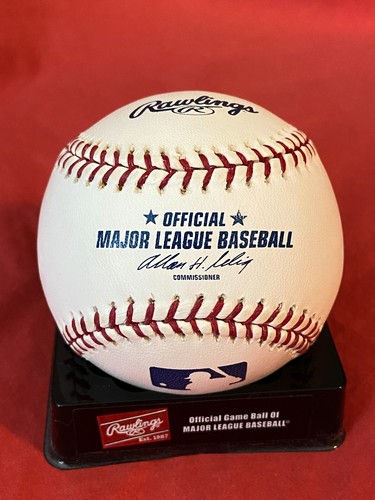 Rawlings
R
★ OFFICIAL ★
MAJOR LEAGUE BASEBALL
Allan H. Selig
COMMISSIONER
Rawlings
Est. 1887
Official Game Ball Of
MAJOR LEAGUE BASEBALL®